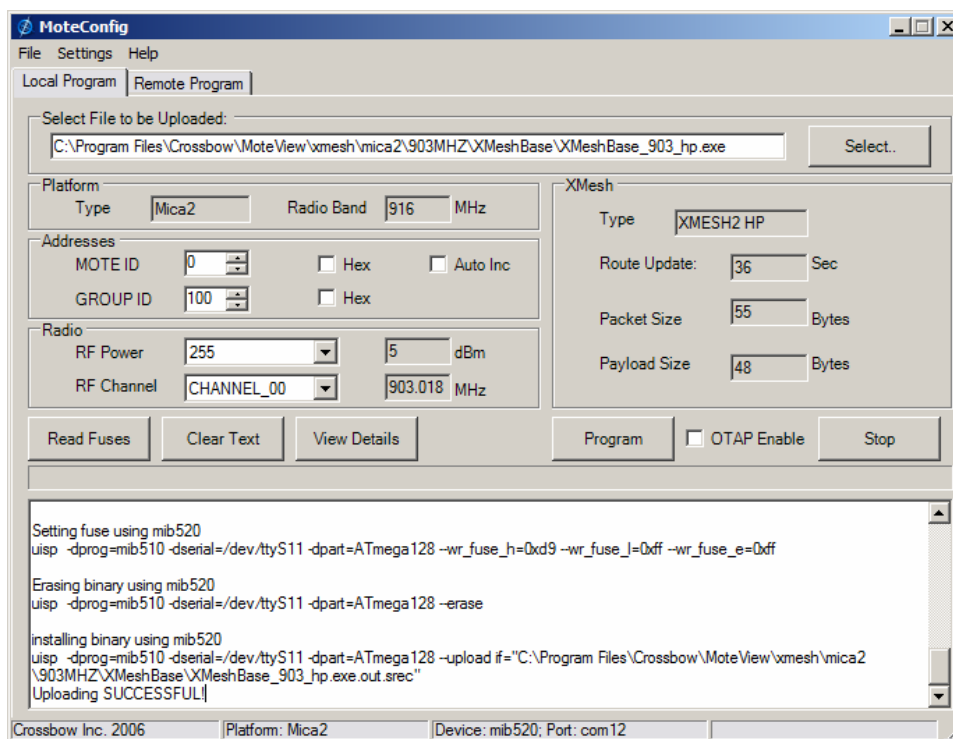 MoteConfig
File Settings Help
Local Program Remote Program
Select File to be Uploaded:
C:\Program Files\Crossbow\MoteView\xmesh\mica2\903MHZ\XMeshBase\XMeshBase_903_hp.exe Select..
Platform
Type Mica2 Radio Band 916 MHz
Addresses
MOTE ID 0 Hex Auto Inc
GROUP ID 100 Hex
Radio
RF Power 255 5 dBm
RF Channel CHANNEL_00 903.018 MHz
XMesh
Type XMESH2 HP
Route Update: 36 Sec
Packet Size 55 Bytes
Payload Size 48 Bytes
Read Fuses Clear Text View Details Program OTAP Enable Stop
Setting fuse using mib520
uisp -dprog=mib510 -dserial=/dev/ttyS11 -dpart=ATmega128 --wr_fuse_h=0xd9 --wr_fuse_l=0xff --wr_fuse_e=0xff
Erasing binary using mib520
uisp -dprog=mib510 -dserial=/dev/ttyS11 -dpart=ATmega128 --erase
installing binary using mib520
uisp -dprog=mib510 -dserial=/dev/ttyS11 -dpart=ATmega128 --upload if="C:\Program Files\Crossbow\MoteView\xmesh\mica2
\903MHZ\XMeshBase\XMeshBase_903_hp.exe.out.srec"
Uploading SUCCESSFUL!
Crossbow Inc. 2006 Platform: Mica2 Device: mib520; Port: com12